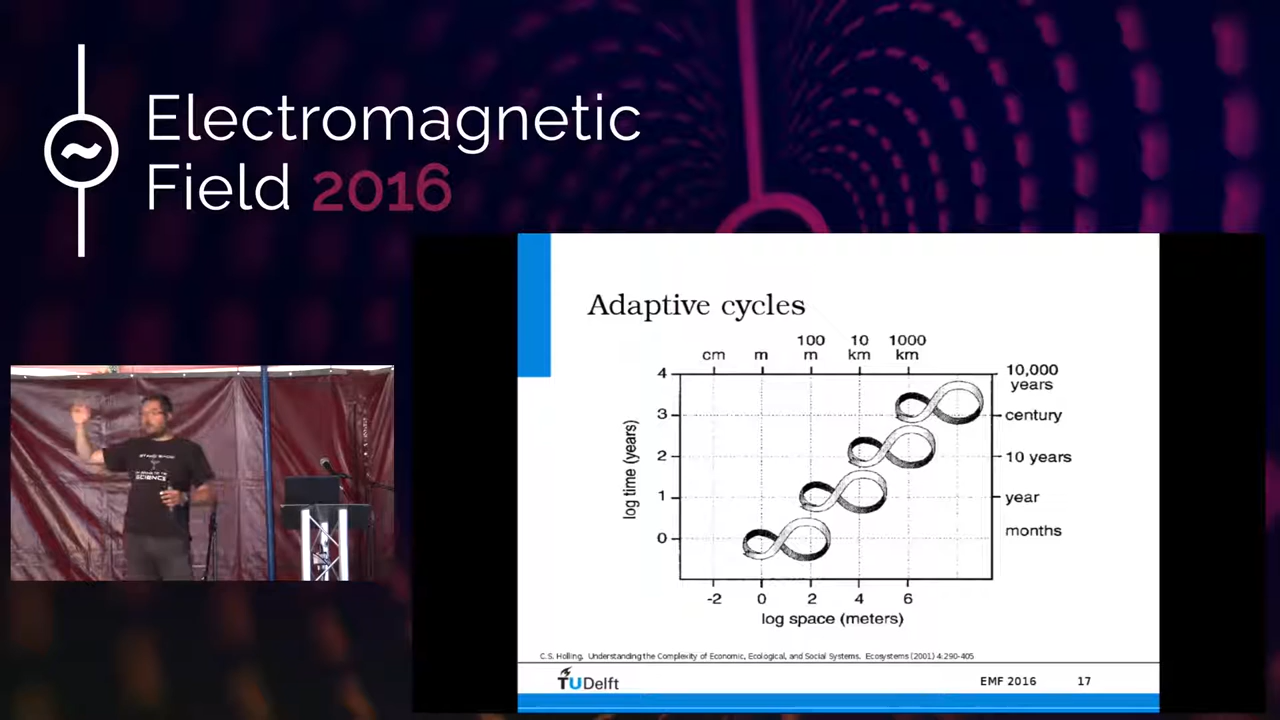 Electromagnetic
Field 2016
Adaptive cycles
100 10 1000
cm m m km km
4
3
2
1
0
log time (years)
10,000
years
century
10 years
year
months
-2 0 2 4 6
log space (meters)
C.S. Holling. Understanding the Complexity of Economic, Ecological, and Social Systems. Ecosystems (2001) 4:290-405
TUDelft
EMF 2016 17
SCIENCE